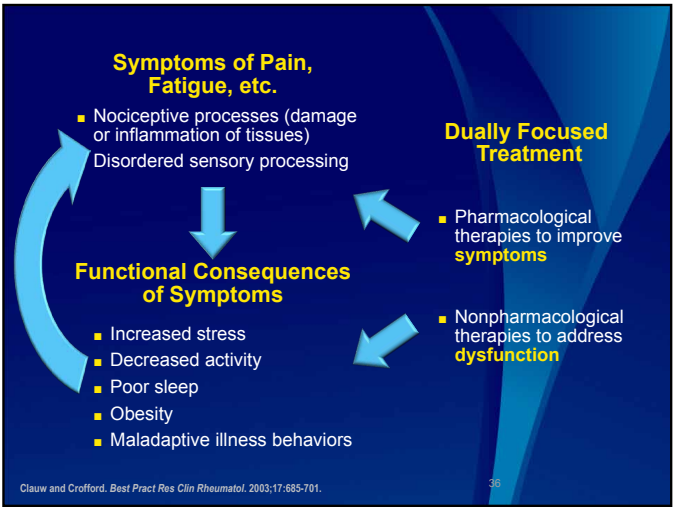 Symptoms of Pain,
Fatigue, etc.
■ Nociceptive processes (damage
or inflammation of tissues)
Disordered sensory processing
Functional Consequences
of Symptoms
■ Increased stress
■ Decreased activity
■ Poor sleep
■ Obesity
■ Maladaptive illness behaviors
Dually Focused
Treatment
■ Pharmacological
therapies to improve
symptoms
■ Nonpharmacological
therapies to address
dysfunction
Clauw and Crofford. Best Pract Res Clin Rheumatol. 2003;17:685-701.
36